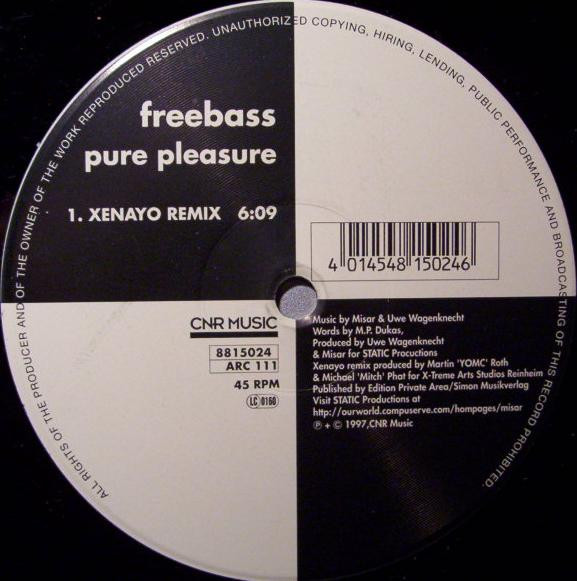 ALL RIGHTS OF THE PRODUCER AND OF THE OWNER OF THE WORK REPRODUCED RESERVED. UNAUTHORIZED COPYING, HIRING, LENDING, PUBLIC PERFORMANCE AND BROADCASTING OF THIS RECORD PROHIBITED.
freebass
pure pleasure
1. XENAYO REMIX 6:09
4 014548 150246
CNR MUSIC
8815024
ARC 111
45 RPM
LC 0160
Music by Misar & Uwe Wagenknecht
Words by M.P. Dukas,
Produced by Uwe Wagenknecht
& Misar for STATIC Procuctions
Xenayo remix produced by Martin 'YOMC' Roth
& Michael 'Mitch' Phat for X-Treme Arts Studios Reinheim
Published by Edition Private Area/Simon Musikverlag
Visit STATIC Productions at
http://ourworld.compuserve.com/hompages/misar
℗ + © 1997,CNR Music